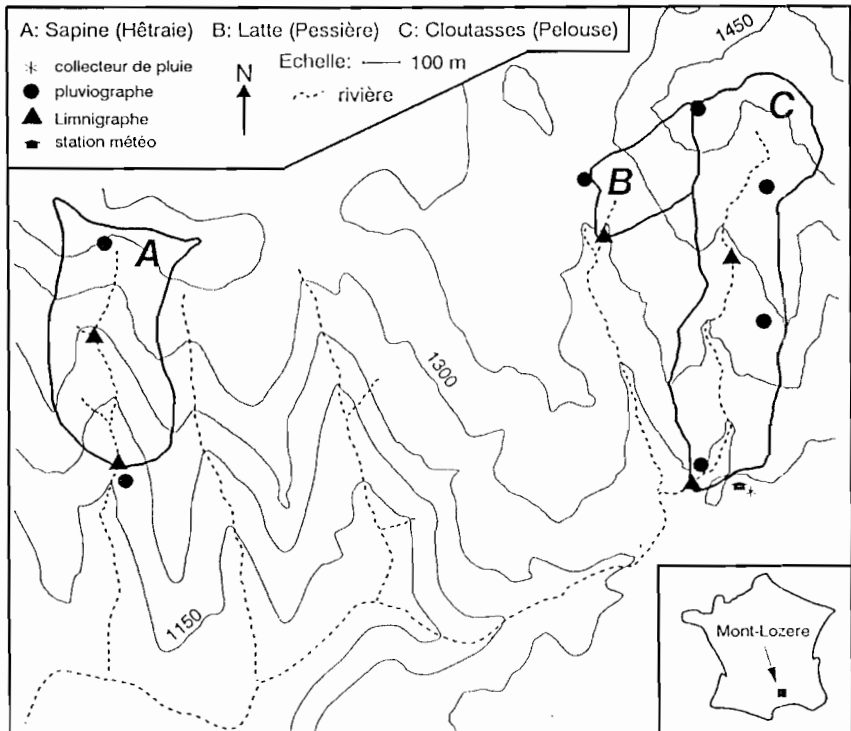 A: Sapine (Hêtraie) B: Latte (Pessière) C: Cloutasses (Pelouse)
collecteur de pluie
pluviographe
Limnigraphe
station météo
N
Echelle: 100 m
rivière
1450
C
B
A
1300
1150
Mont-Lozere